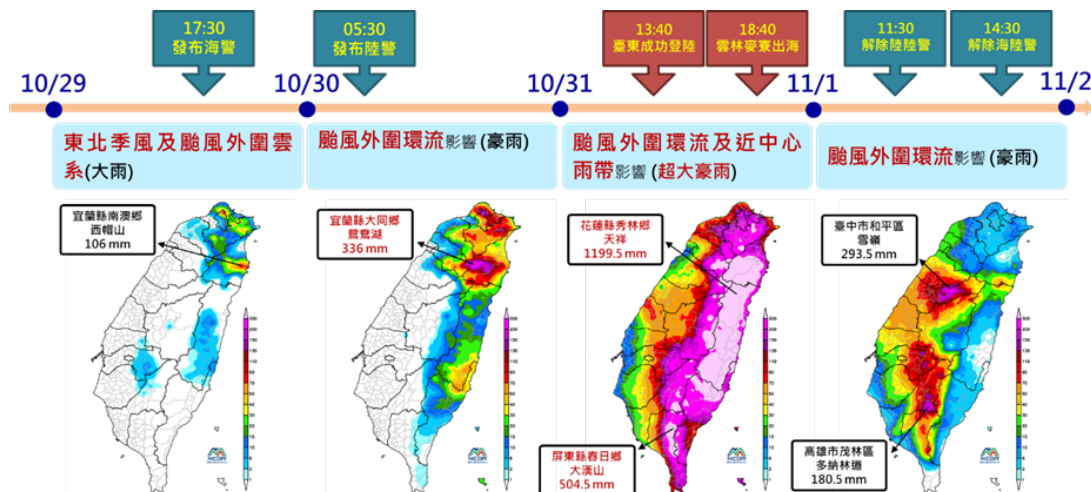 17:30
發布海警
05:30
發布陸警
13:40
臺東成功登陸
18:40
雲林麥寮出海
11:30
解除陸陸警
14:30
解除海陸警
10/29
10/30
10/31
11/1
11/2
東北季風及颱風外圍雲
系(大雨)
颱風外圍環流影響(豪雨)
颱風外圍環流及近中心
雨帶影響 (超大豪雨)
颱風外圍環流影響(豪雨)
宜蘭縣南澳鄉
西帽山
106 mm
宜蘭縣大同鄉
鴛鴦湖
336 mm
花蓮縣秀林鄉
天祥
1199.5 mm
屏東縣春日鄉
大漢山
504.5 mm
臺中市和平區
雪嶺
293.5 mm
高雄市茂林區
多納林道
180.5 mm